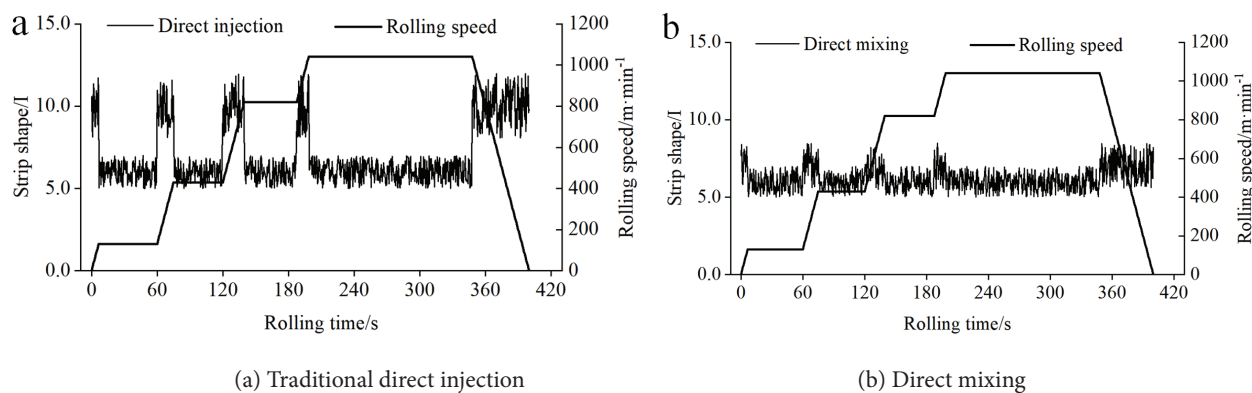 a
Direct injection
Rolling speed
15.0
10.0
5.0
0.0
Strip shape/I
1200
1000
800
600
400
200
0
Rolling speed/m·min⁻¹
0 60 120 180 240 300 360 420
Rolling time/s
(a) Traditional direct injection
b
Direct mixing
Rolling speed
15.0
10.0
5.0
0.0
Strip shape/I
1200
1000
800
600
400
200
0
Rolling speed/m·min⁻¹
0 60 120 180 240 300 360 420
Rolling time/s
(b) Direct mixing